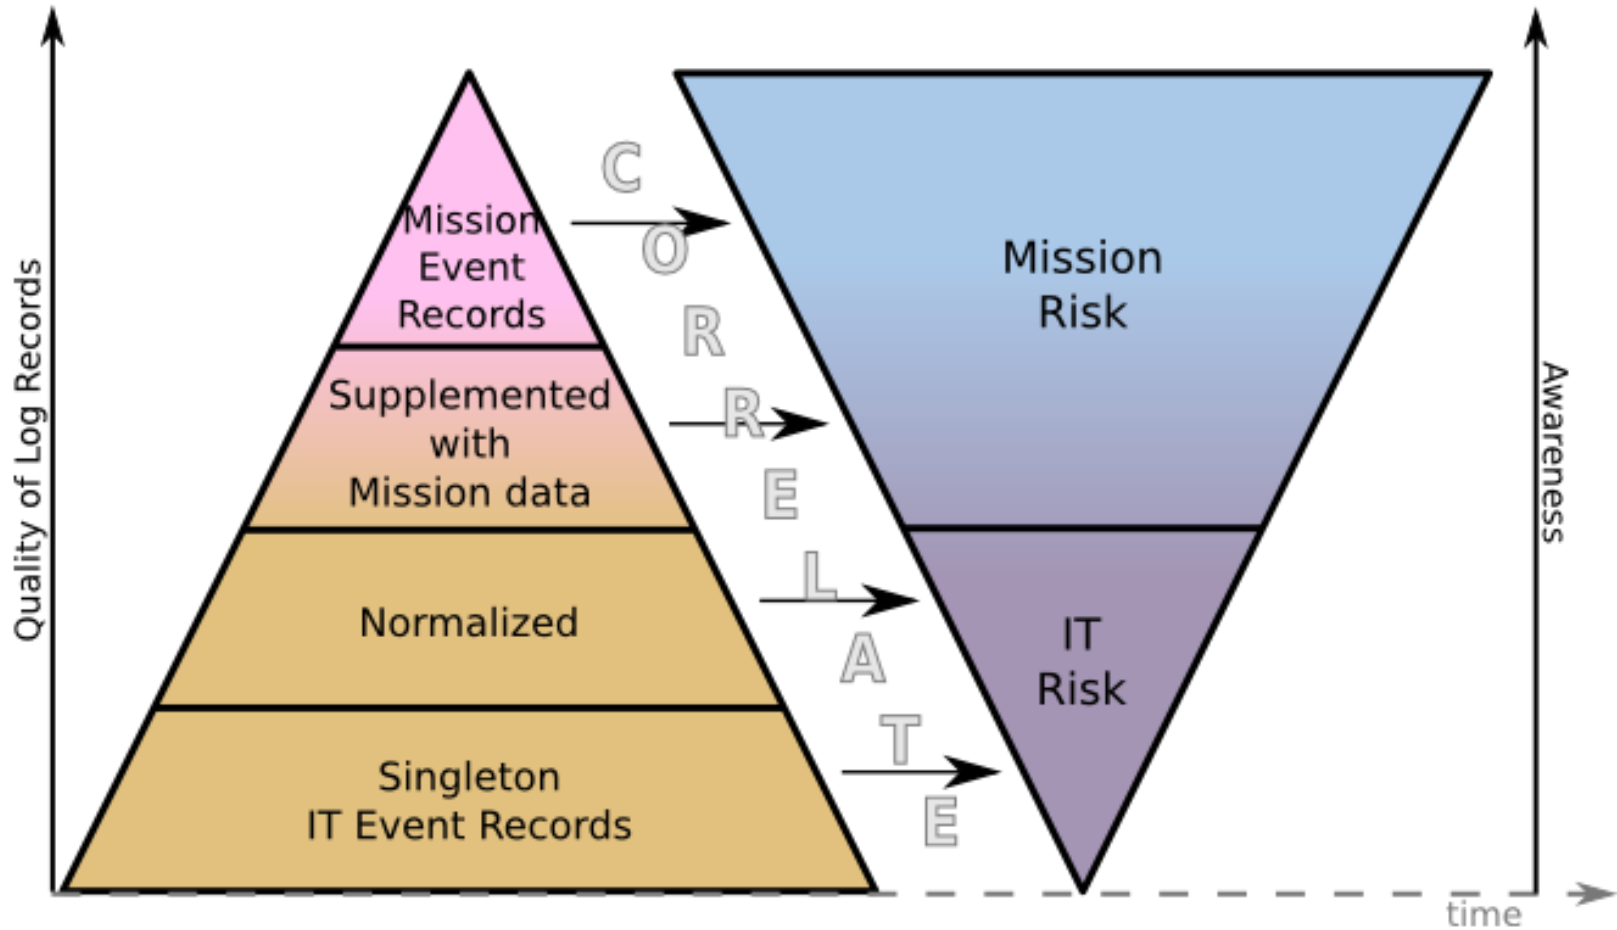 Quality of Log Records
Mission
Event
Records
Supplemented
with
Mission data
Normalized
Singleton
IT Event Records
C
O
R
R
E
L
A
T
E
Mission
Risk
IT
Risk
Awareness
time